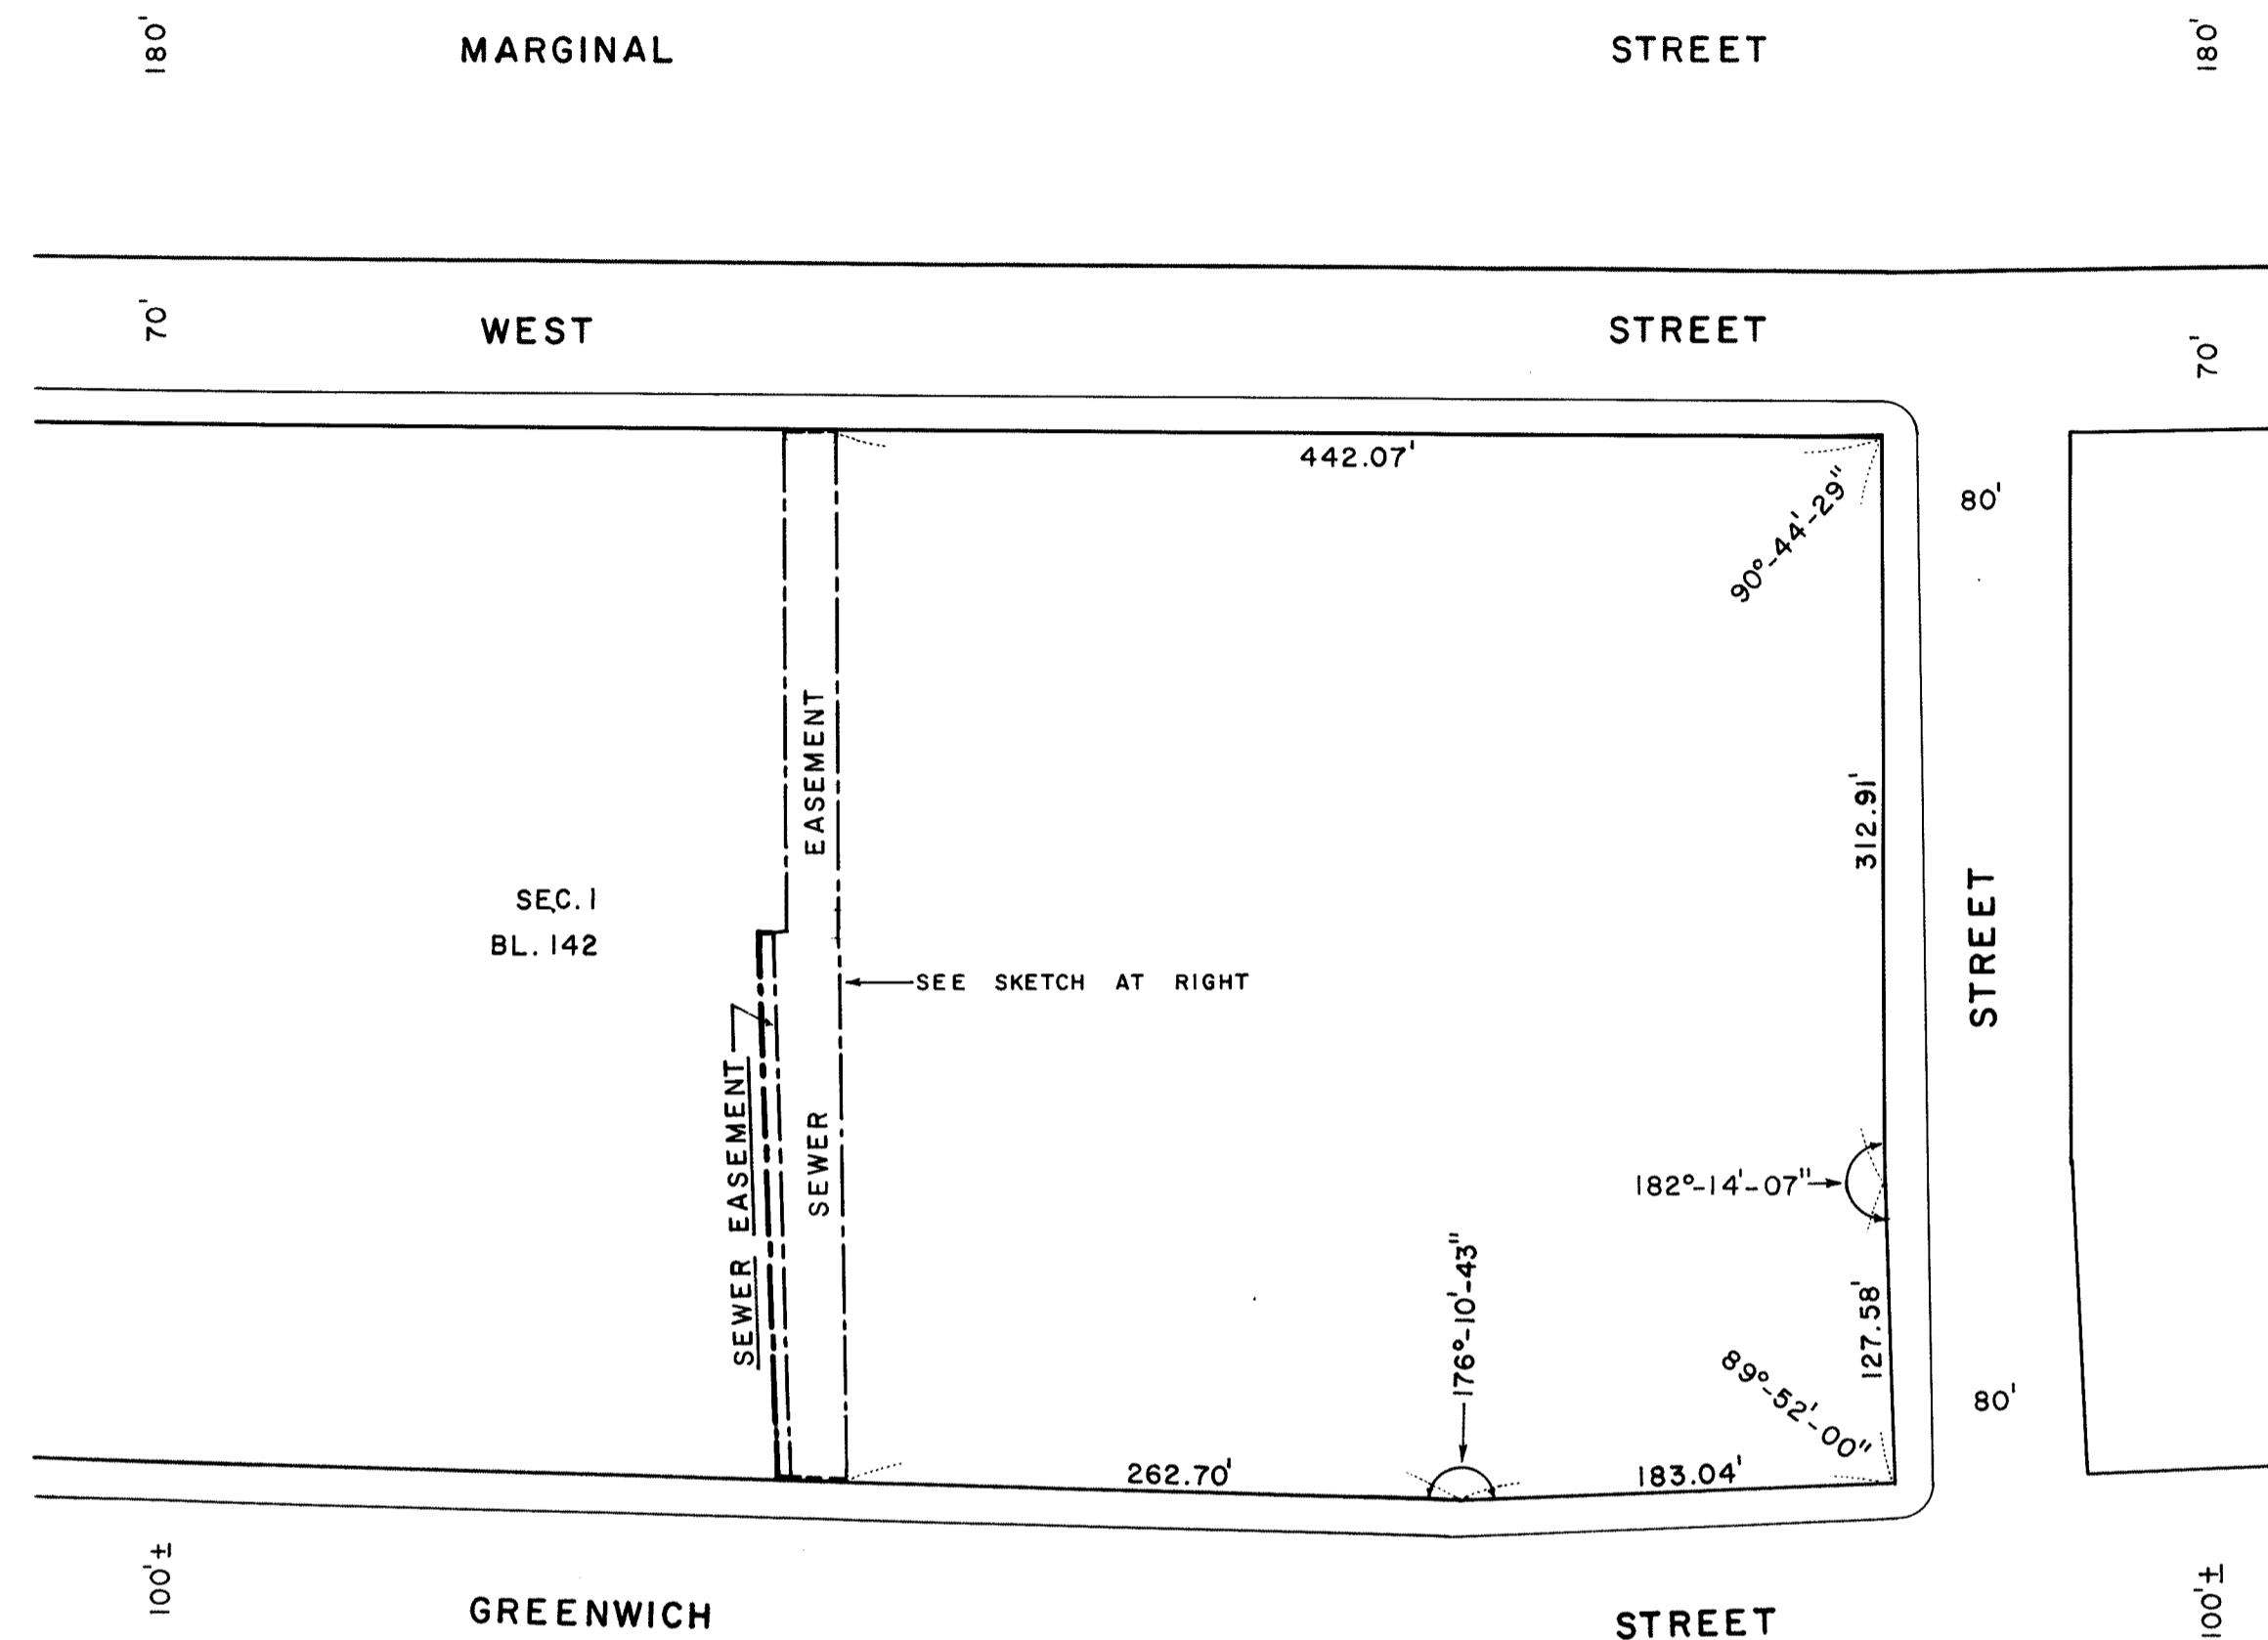 180' MARGINAL STREET 180'
70' WEST STREET 70'
442.07'
90°-44'-29"
80'
EASEMENT
312.91'
SEC. 1
BL. 142
SEE SKETCH AT RIGHT
STREET
SEWER EASEMENT
SEWER
182°-14'-07"
176°-10'-43"
127.58'
89°-52'-00"
80'
262.70'
183.04'
100'±
GREENWICH STREET
100'±